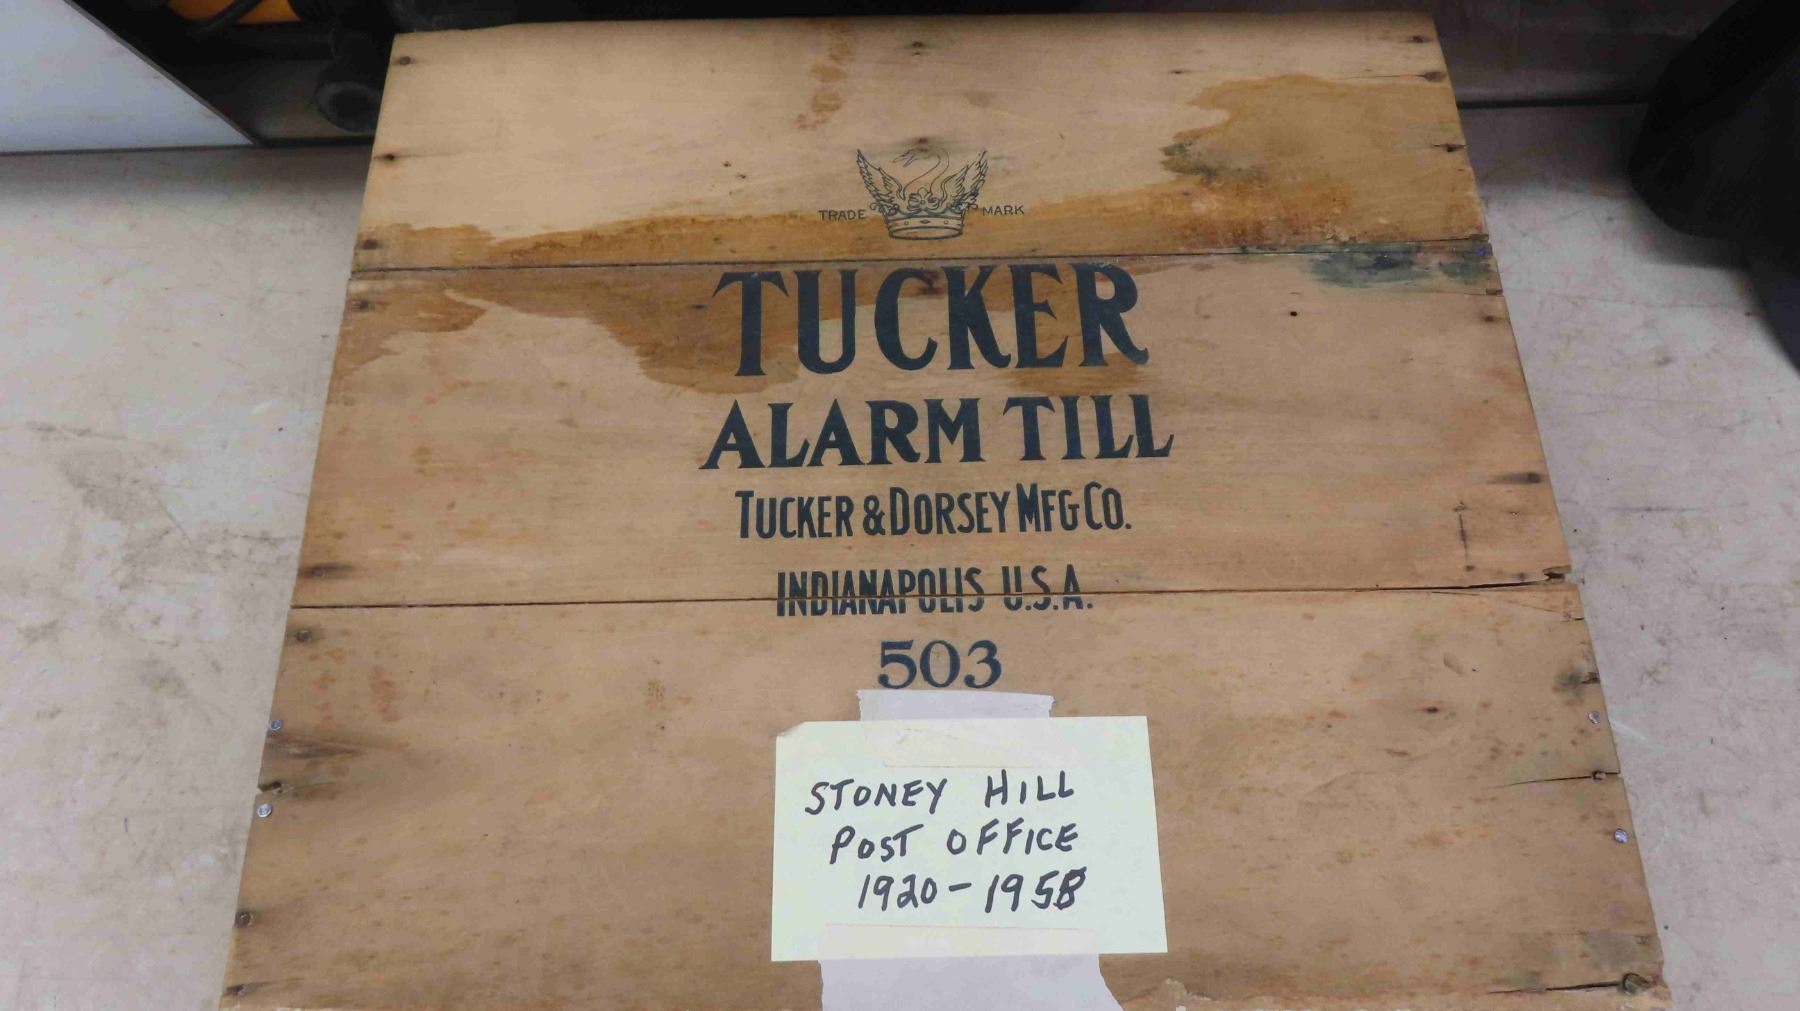 TRADE MARK
TUCKER
ALARM TILL
TUCKER & DORSEY MFG CO.
INDIANAPOLIS U.S.A.
503
STONEY HILL
POST OFFICE
1920-1958